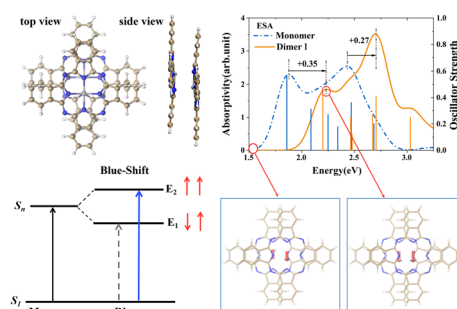 top view
side view
ESA
Monomer
Dimer I
+0.35
+0.27
Absorptivity(arb.unit)
Oscillator Strength
1.0
0.8
0.6
0.4
0.2
0.0
1.5
2.0
2.5
3.0
Energy(eV)
Blue-Shift
E2
Sn
E1
S1